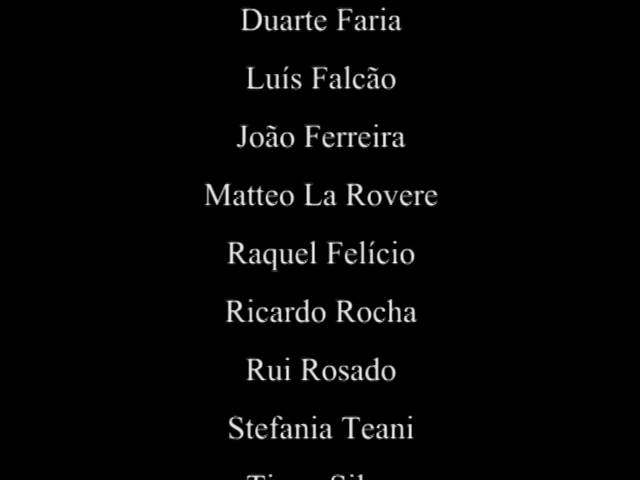 Duarte Faria
Luís Falcão
João Ferreira
Matteo La Rovere
Raquel Felício
Ricardo Rocha
Rui Rosado
Stefania Teani